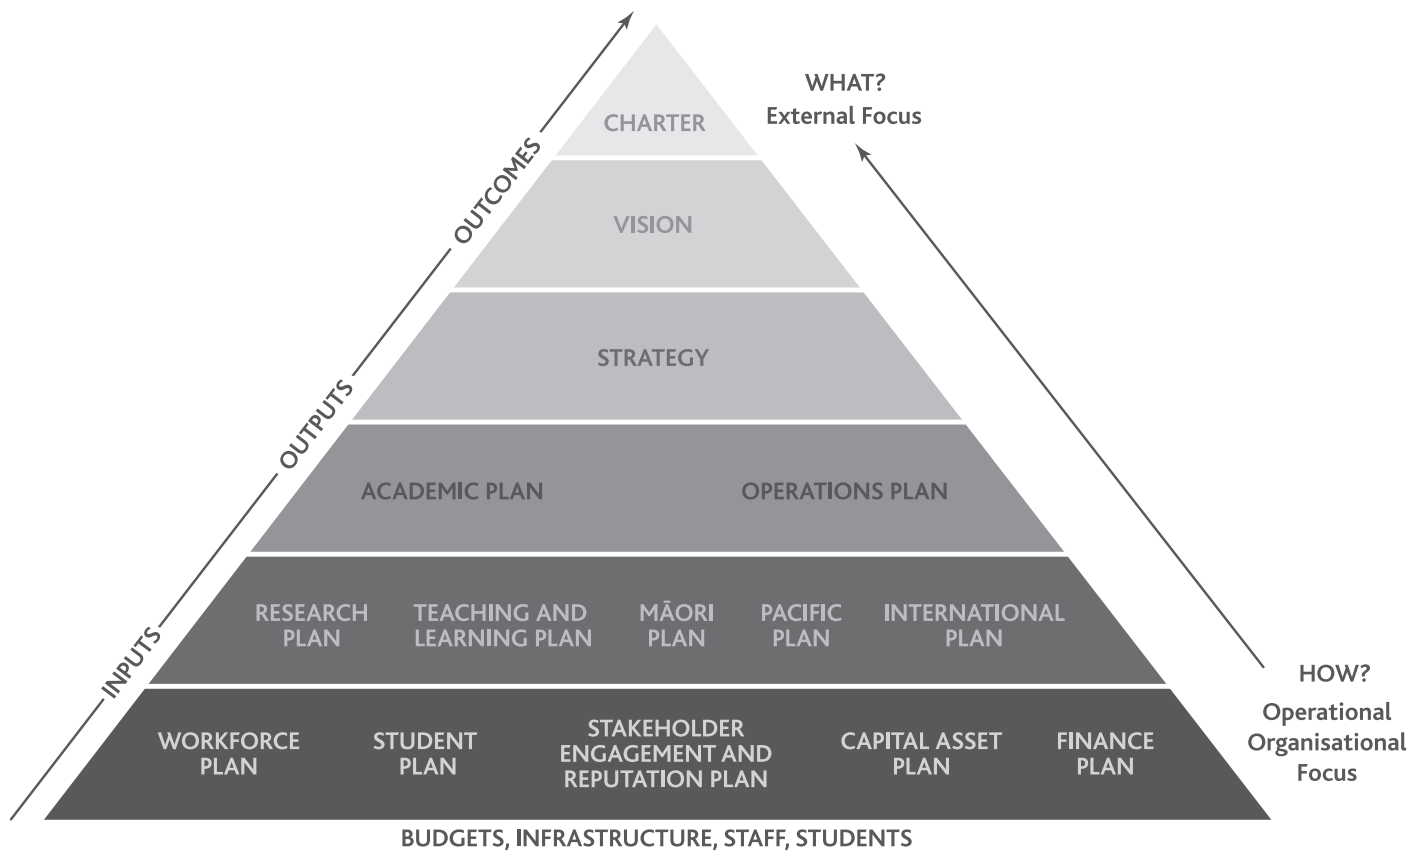 WHAT?
External Focus
CHARTER
OUTCOMES
VISION
STRATEGY
OUTPUTS
ACADEMIC PLAN
OPERATIONS PLAN
RESEARCH
PLAN
TEACHING AND
LEARNING PLAN
MĀORI
PLAN
PACIFIC
PLAN
INTERNATIONAL
PLAN
INPUTS
HOW?
Operational
Organisational
Focus
WORKFORCE
PLAN
STUDENT
PLAN
STAKEHOLDER
ENGAGEMENT AND
REPUTATION PLAN
CAPITAL ASSET
PLAN
FINANCE
PLAN
BUDGETS, INFRASTRUCTURE, STAFF, STUDENTS